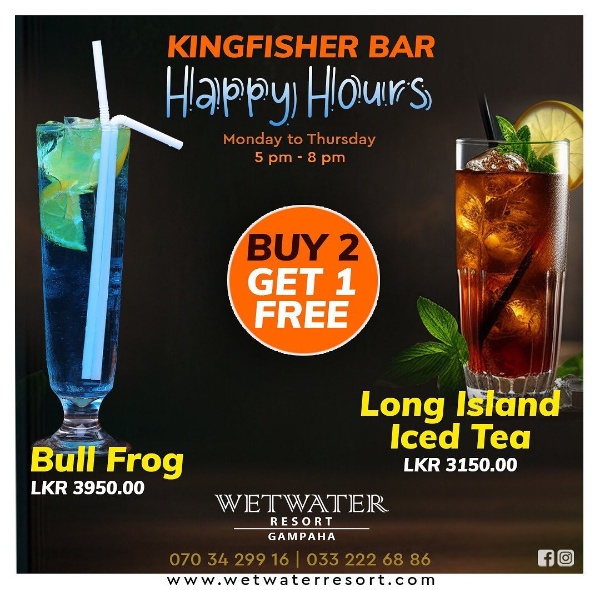 KINGFISHER BAR
Happy Hours
Monday to Thursday
5 pm - 8 pm
BUY 2
GET 1
FREE
Long Island
Iced Tea
LKR 3150.00
Bull Frog
LKR 3950.00
WETWATER
RESORT
GAMPAHA
070 34 299 16 | 033 222 68 86
www.wetwaterresort.com